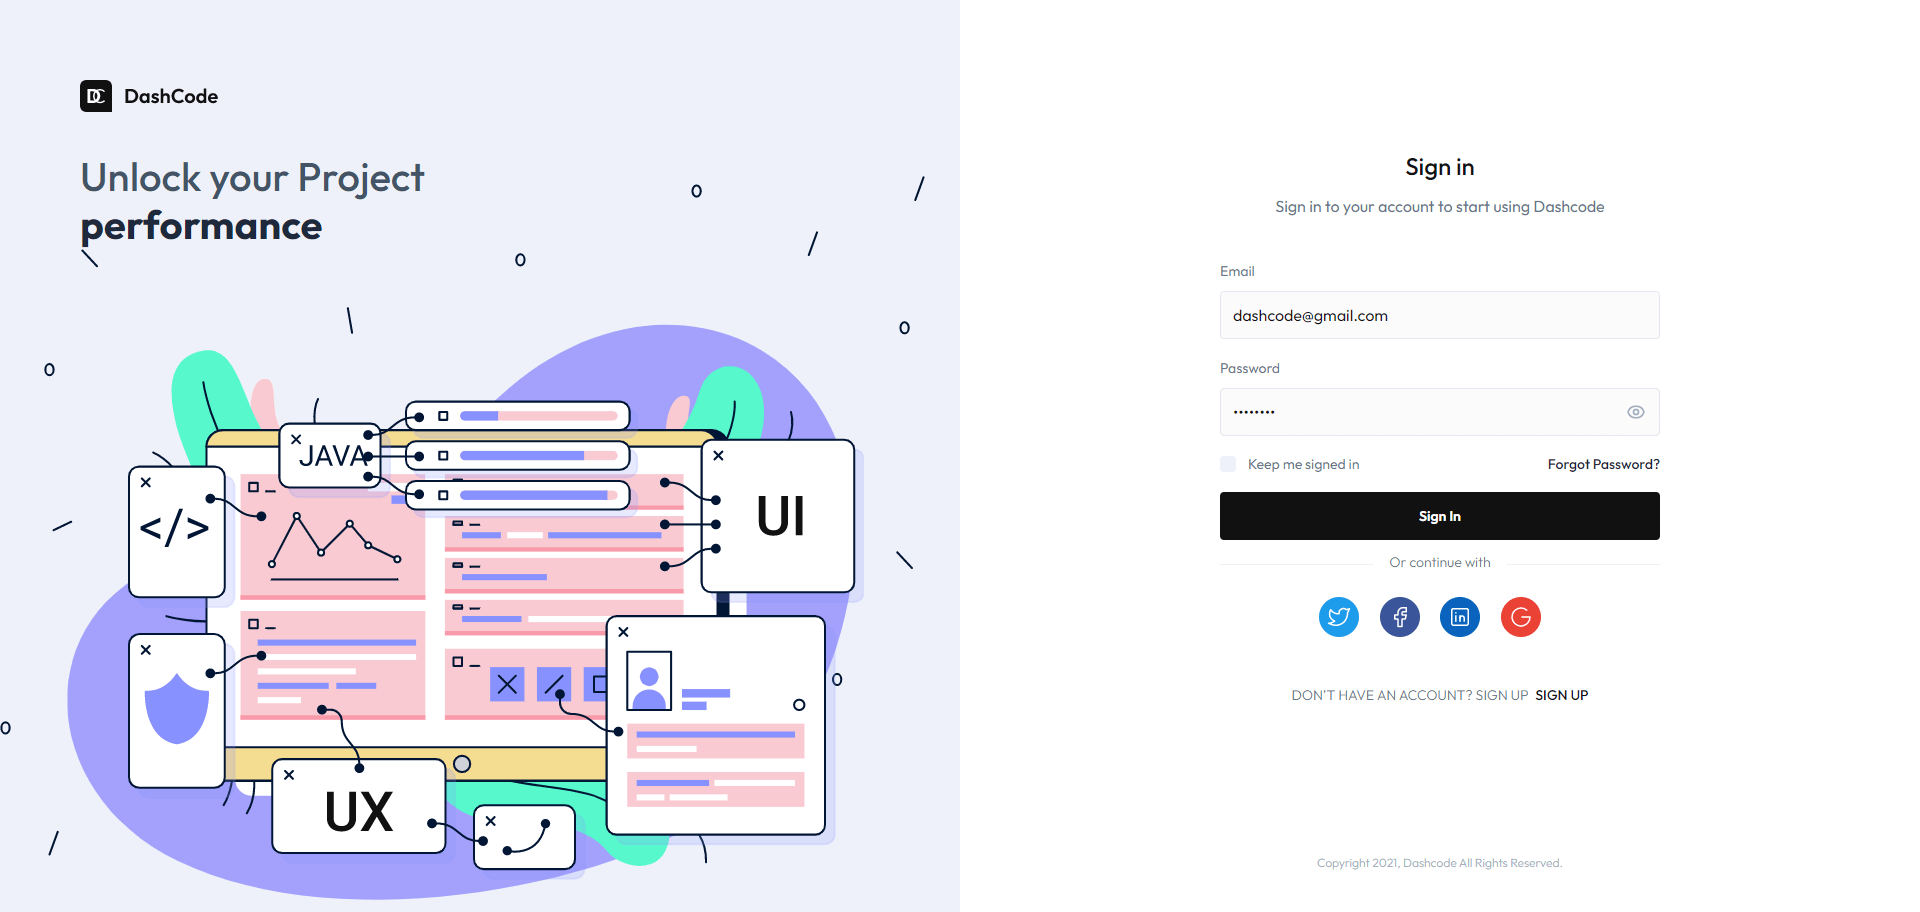 DC DashCode
Unlock your Project
performance
JAVA
</>
UI
UX
Sign in
Sign in to your account to start using Dashcode
Email
dashcode@gmail.com
Password
••••••••
Keep me signed in
Forgot Password?
Sign In
Or continue with
in
DON'T HAVE AN ACCOUNT? SIGN UP SIGN UP
Copyright 2021, Dashcode All Rights Reserved.